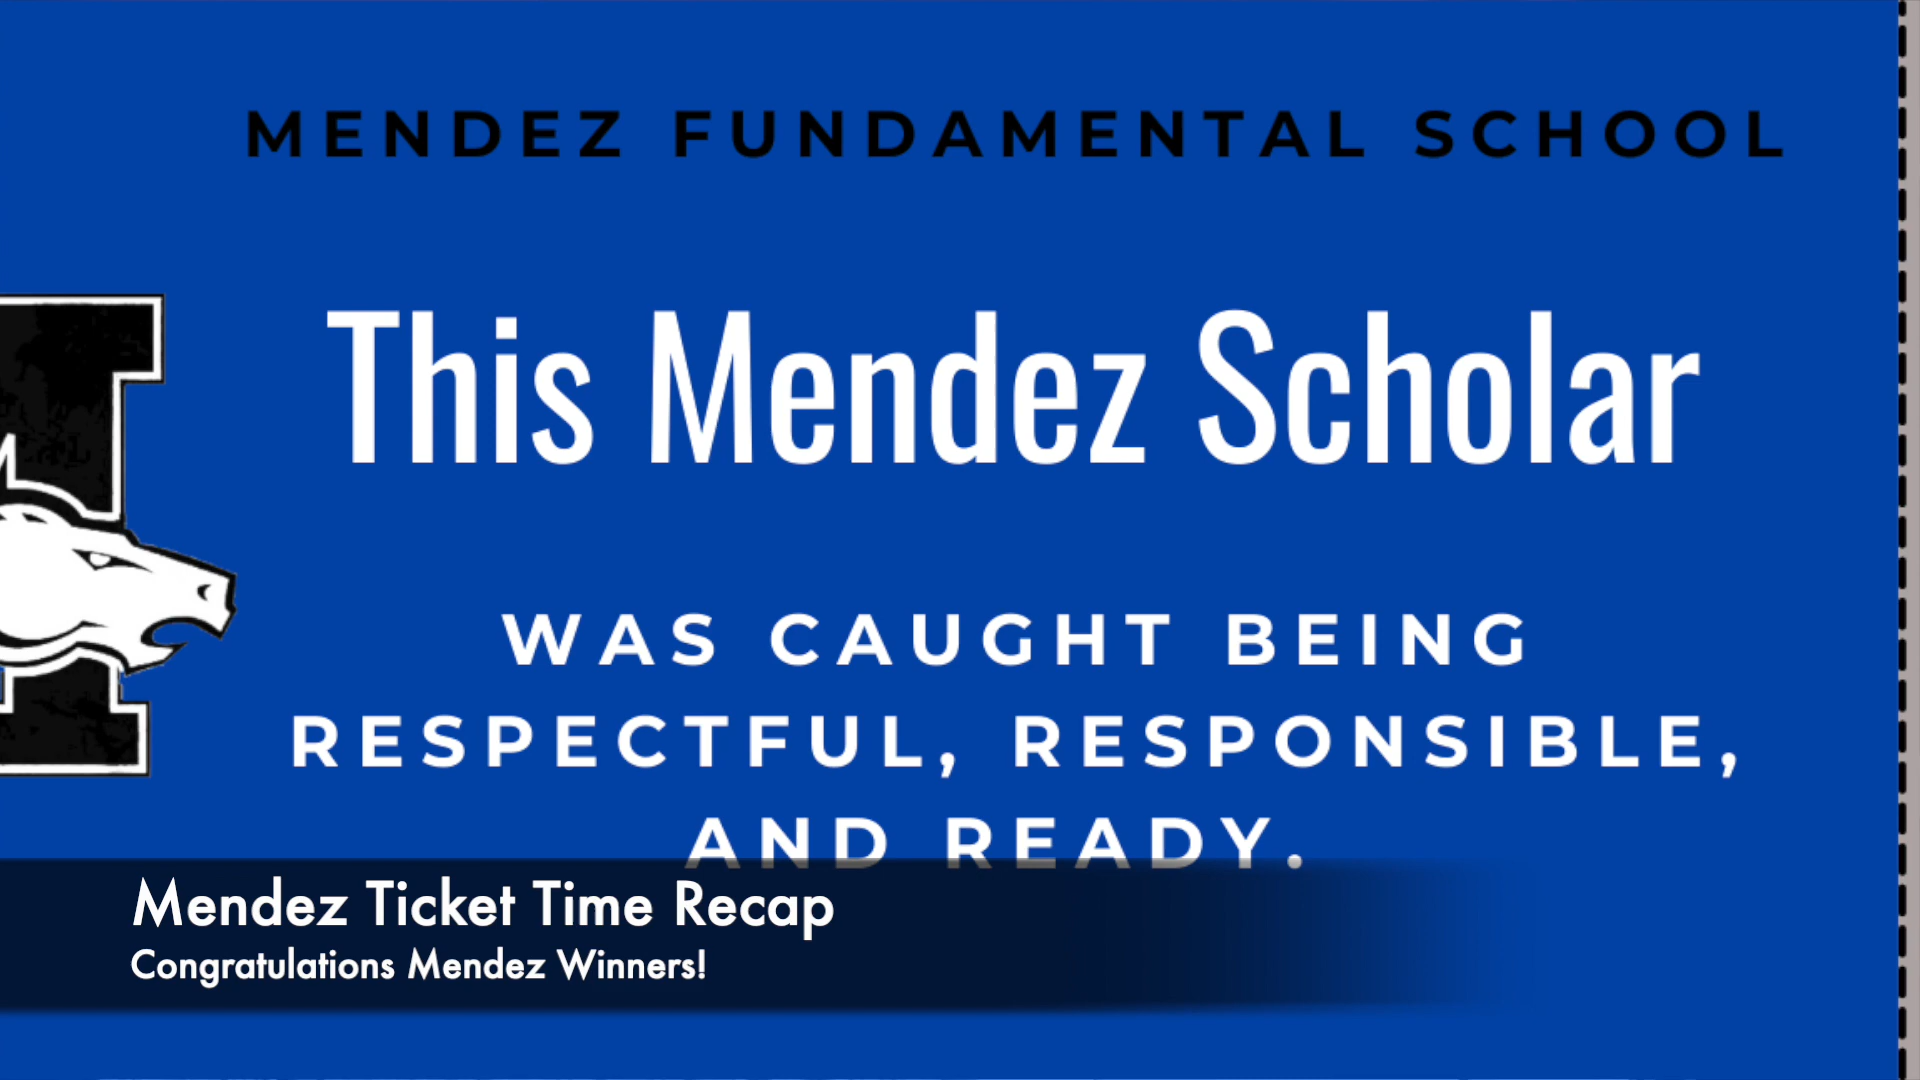 MENDEZ FUNDAMENTAL SCHOOL
This Mendez Scholar
WAS CAUGHT BEING
RESPECTFUL, RESPONSIBLE,
AND READY.
Mendez Ticket Time Recap
Congratulations Mendez Winners!